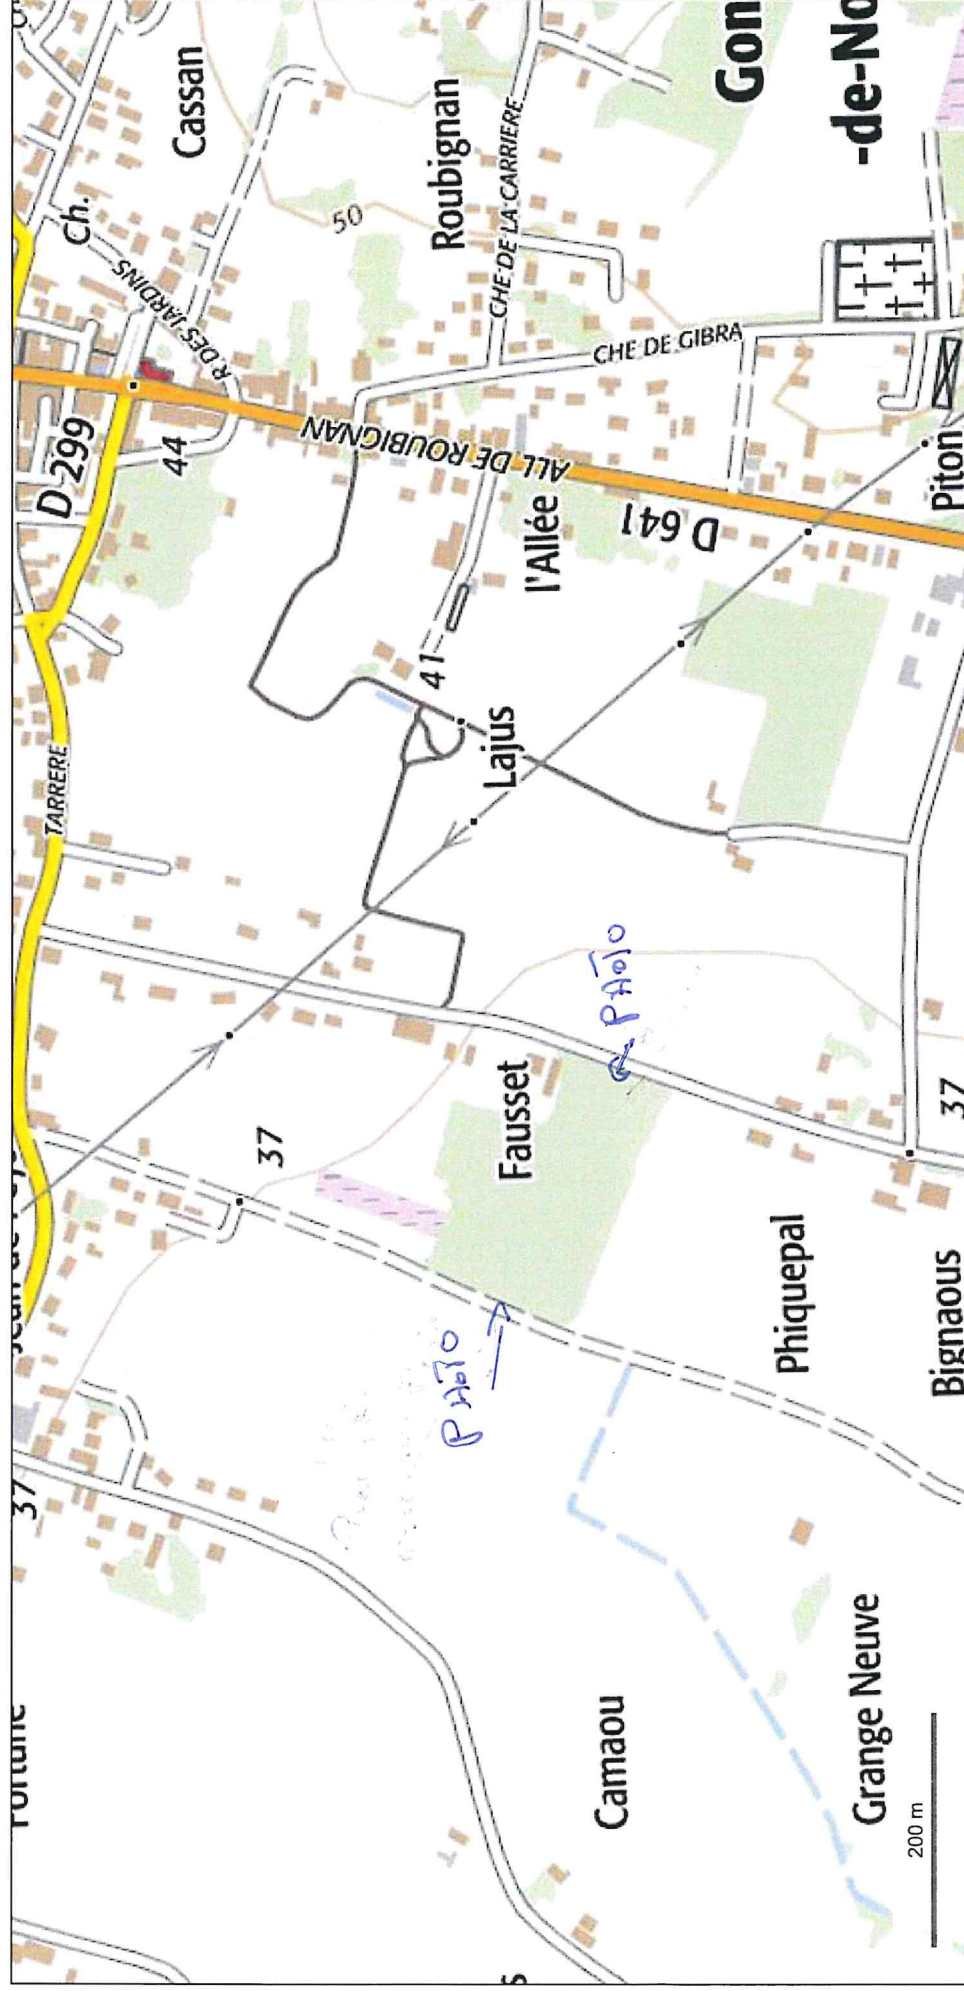 Cassan
Ch.
R. DES JARDINS
Roubignan
CHE DE LA CARRIERE
50
Gon
-de-No
CHE DE GIBRA
D 299
44
ALL DE ROUBIGNAN
l'Allée
D 641
Piton
41
Lajus
TARRERE
PHOTO
37
Fausset
37
PHOTO
Phiquepal
Bignaous
37
Camaou
Grange Neuve
200 m